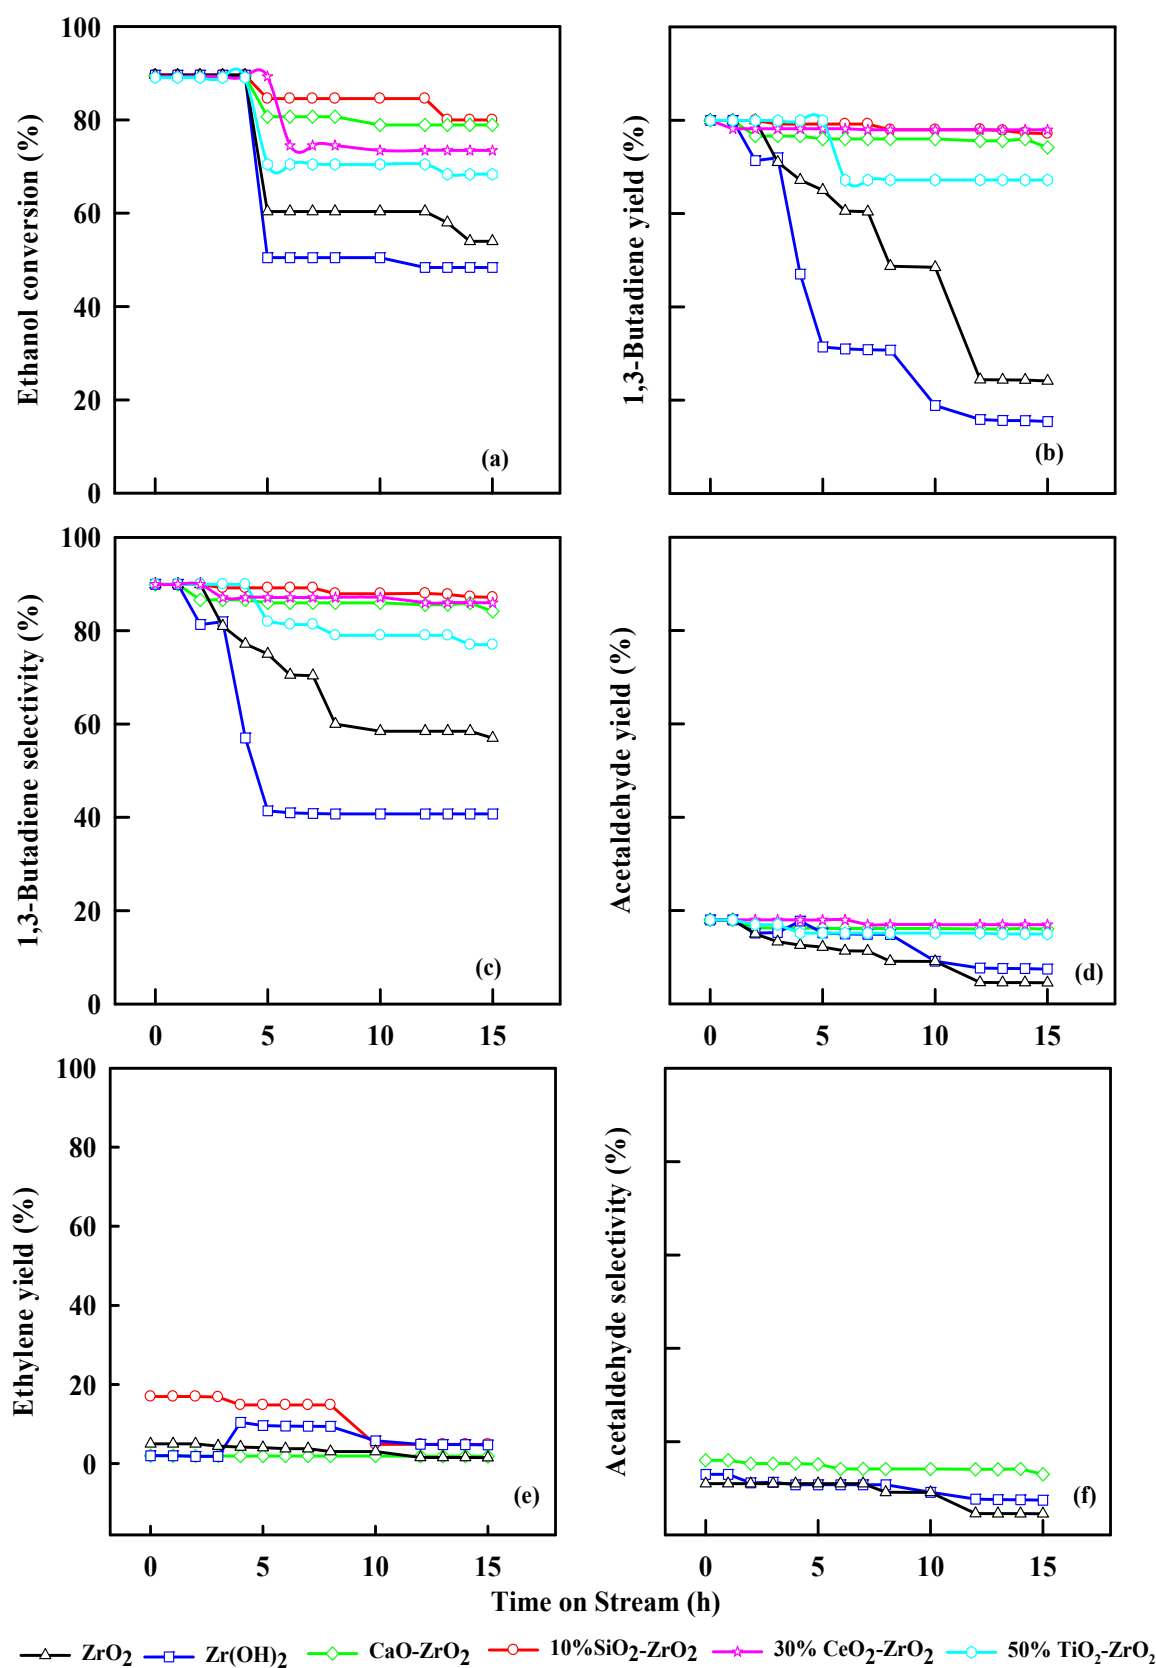 100
80
60
40
20
0
Ethanol conversion (%)
(a)
1,3-Butadiene yield (%)
(b)
100
80
60
40
20
0
1,3-Butadiene selectivity (%)
(c)
0 5 10 15
Acetaldehyde yield (%)
(d)
0 5 10 15
100
80
60
40
20
0
Ethylene yield (%)
(e)
0 5 10 15
Acetaldehyde selectivity (%)
(f)
0 5 10 15
Time on Stream (h)
ZrO2 Zr(OH)2 CaO-ZrO2 10%SiO2-ZrO2 30% CeO2-ZrO2 50% TiO2-ZrO2